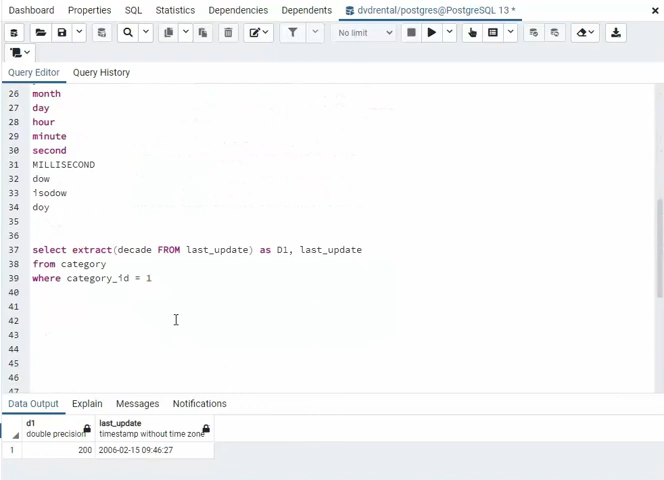 Dashboard Properties SQL Statistics Dependencies Dependents dvdrental/postgres@PostgreSQL 13 *
No limit
Query Editor Query History
26 month
27 day
28 hour
29 minute
30 second
31 MILLISECOND
32 dow
33 isodow
34 doy
35
36
37 select extract(decade FROM last_update) as D1, last_update
38 from category
39 where category_id = 1
40
41
42
43
44
45
46
47
Data Output Explain Messages Notifications
d1 last_update
double precision timestamp without time zone
1 200 2006-02-15 09:46:27